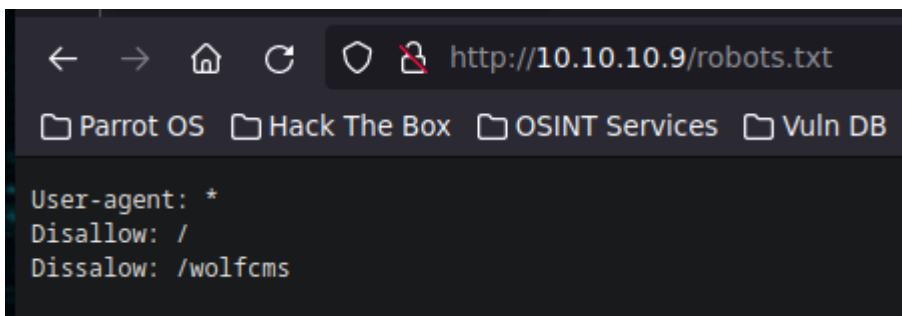 http://10.10.10.9/robots.txt
Parrot OS Hack The Box OSINT Services Vuln DB
User-agent: *
Disallow: /
Dissalow: /wolfcms